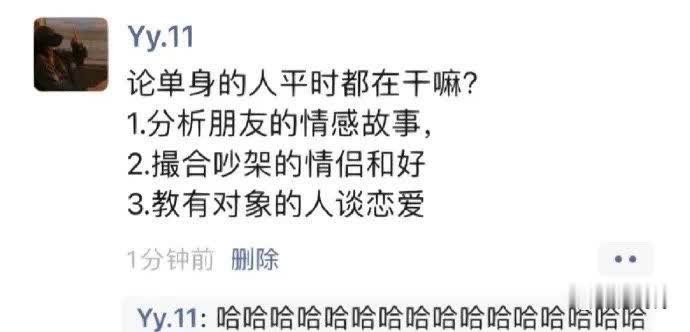 Yy.11
论单身的人平时都在干嘛?
1.分析朋友的情感故事,
2.撮合吵架的情侣和好
3.教有对象的人谈恋爱
1分钟前 删除
Yy.11: 哈哈哈哈哈哈哈哈哈哈哈哈哈哈哈哈